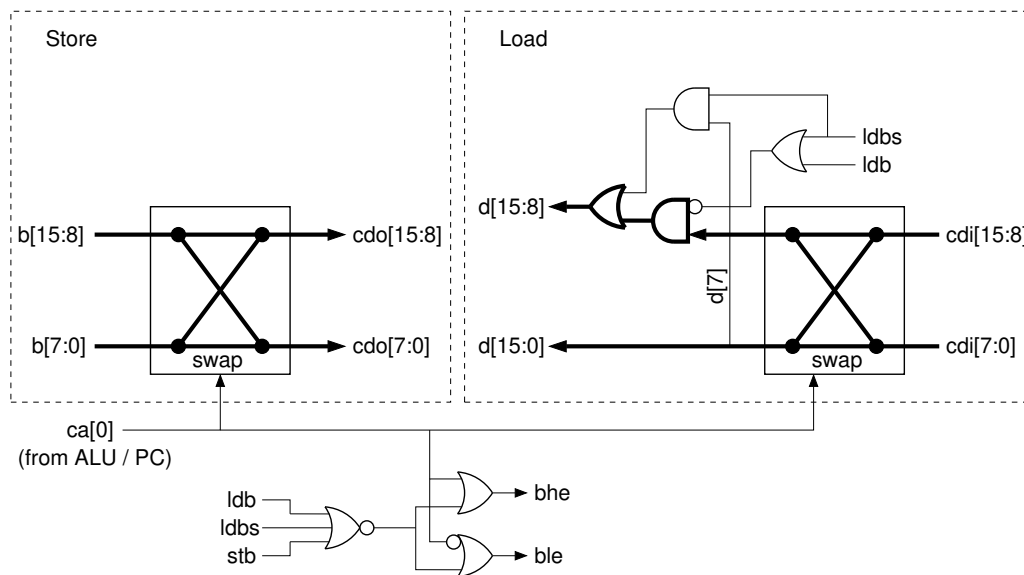 Store
Load
ldbs
ldb
d[15:8]
b[15:8]
cdo[15:8]
cdi[15:8]
d[7]
b[7:0]
cdo[7:0]
d[15:0]
cdi[7:0]
swap
swap
ca[0]
(from ALU / PC)
ldb
ldbs
stb
bhe
ble